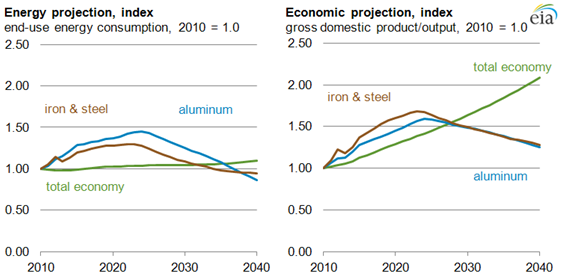 Energy projection, index
end-use energy consumption, 2010 = 1.0
2.50
2.00
1.50
1.00
0.50
0.00
iron & steel
aluminum
total economy
2010 2020 2030 2040
Economic projection, index
gross domestic product/output, 2010 = 1.0
eia
2.50
2.00
1.50
1.00
0.50
0.00
total economy
iron & steel
aluminum
2010 2020 2030 2040